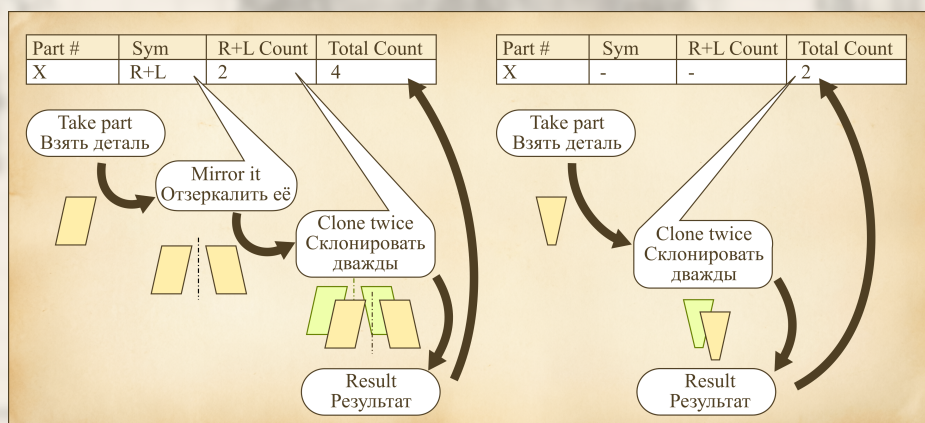 Part # Sym R+L Count Total Count
X R+L 2 4
Take part
Взять деталь
Mirror it
Отзеркалить её
Clone twice
Склонировать
дважды
Result
Результат
Part # Sym R+L Count Total Count
X - - 2
Take part
Взять деталь
Clone twice
Склонировать
дважды
Result
Результат